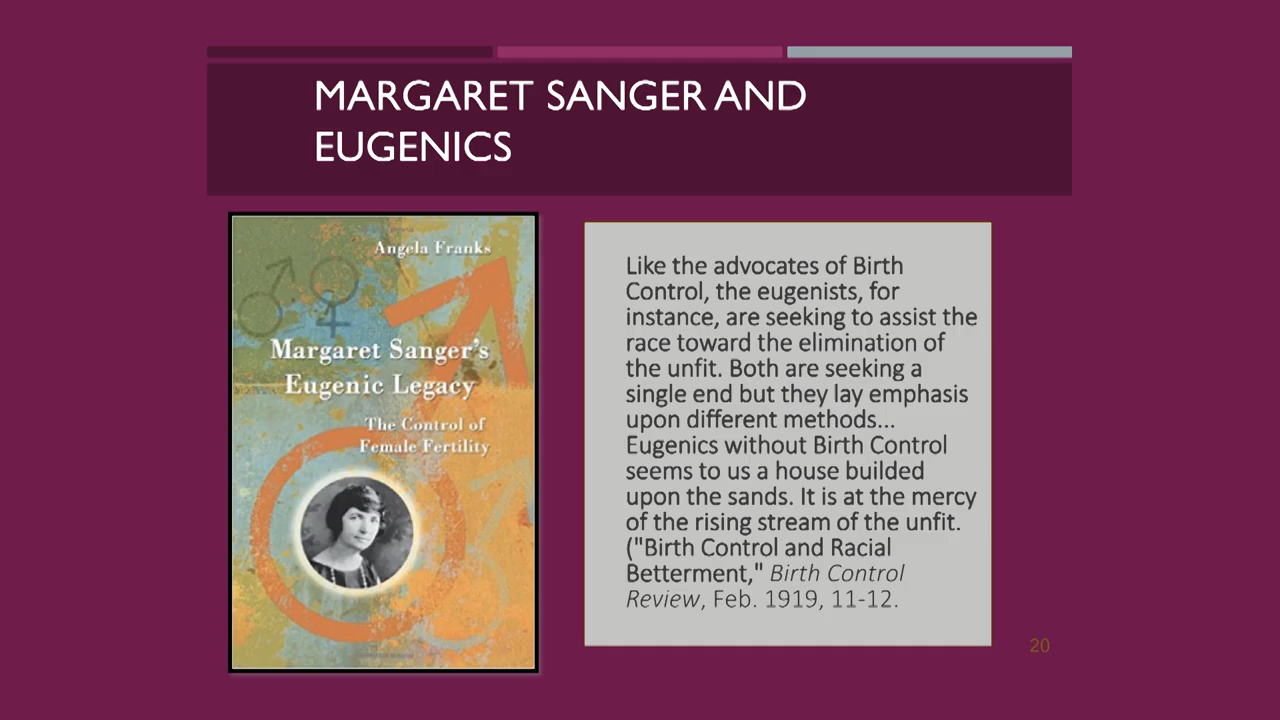 MARGARET SANGER AND
EUGENICS
Angela Franks
Margaret Sanger's
Eugenic Legacy
The Control of
Female Fertility
Like the advocates of Birth
Control, the eugenists, for
instance, are seeking to assist the
race toward the elimination of
the unfit. Both are seeking a
single end but they lay emphasis
upon different methods...
Eugenics without Birth Control
seems to us a house builded
upon the sands. It is at the mercy
of the rising stream of the unfit.
("Birth Control and Racial
Betterment," Birth Control
Review, Feb. 1919, 11-12.
20